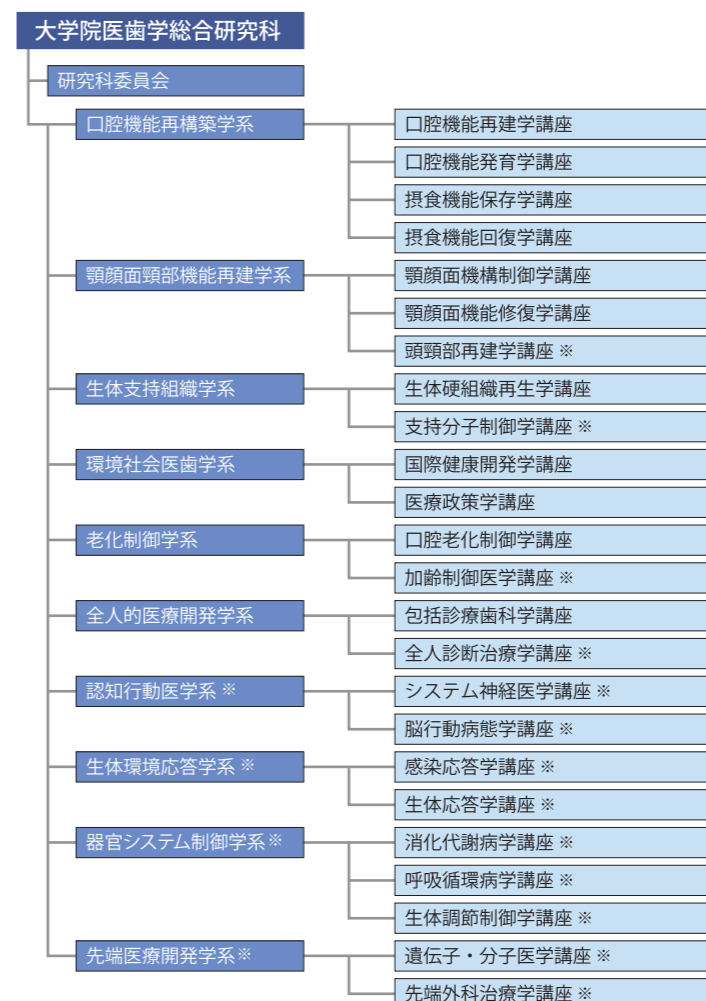 大学院医歯学総合研究科
研究科委員会
口腔機能再構築学系
口腔機能再建学講座
口腔機能発育学講座
摂食機能保存学講座
摂食機能回復学講座
顎顔面頸部機能再建学系
顎顔面機構制御学講座
顎顔面機能修復学講座
頭頸部再建学講座 ※
生体支持組織学系
生体硬組織再生学講座
支持分子制御学講座 ※
環境社会医歯学系
国際健康開発学講座
医療政策学講座
老化制御学系
口腔老化制御学講座
加齢制御医学講座 ※
全人的医療開発学系
包括診療歯科学講座
全人診断治療学講座 ※
認知行動医学系 ※
システム神経医学講座 ※
脳行動病態学講座 ※
生体環境応答学系 ※
感染応答学講座 ※
生体応答学講座 ※
器官システム制御学系 ※
消化代謝病学講座 ※
呼吸循環病学講座 ※
生体調節制御学講座 ※
先端医療開発学系 ※
遺伝子・分子医学講座 ※
先端外科治療学講座 ※